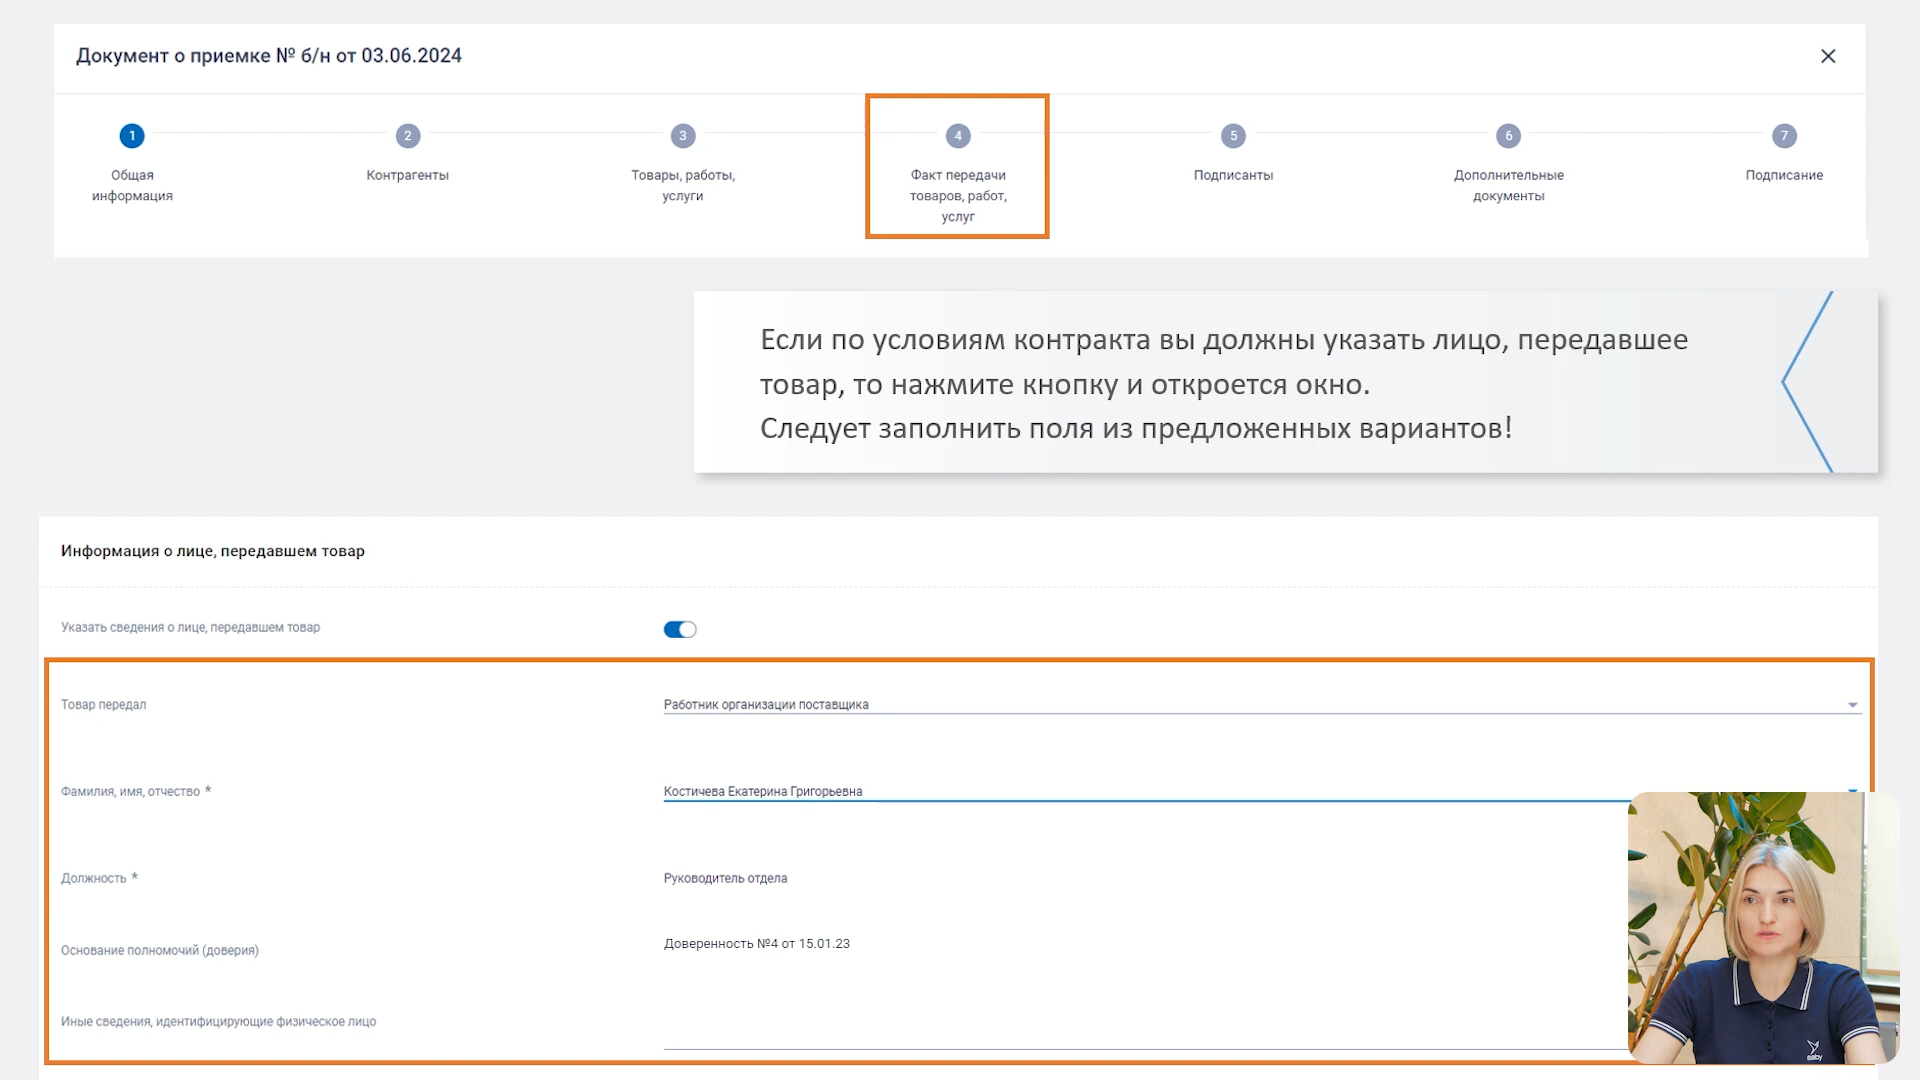 Документ о приемке № б/н от 03.06.2024
1
2
3
4
5
6
7
Общая
информация
Контрагенты
Товары, работы,
услуги
Факт передачи
товаров, работ,
услуг
Подписанты
Дополнительные
документы
Подписание
Если по условиям контракта вы должны указать лицо, передавшее
товар, то нажмите кнопку и откроется окно.
Следует заполнить поля из предложенных вариантов!
Информация о лице, передавшем товар
Указать сведения о лице, передавшем товар
Товар передал
Работник организации поставщика
Фамилия, имя, отчество *
Костичева Екатерина Григорьевна
Должность *
Руководитель отдела
Основание полномочий (доверия)
Доверенность №4 от 15.01.23
Иные сведения, идентифицирующие физическое лицо
saby